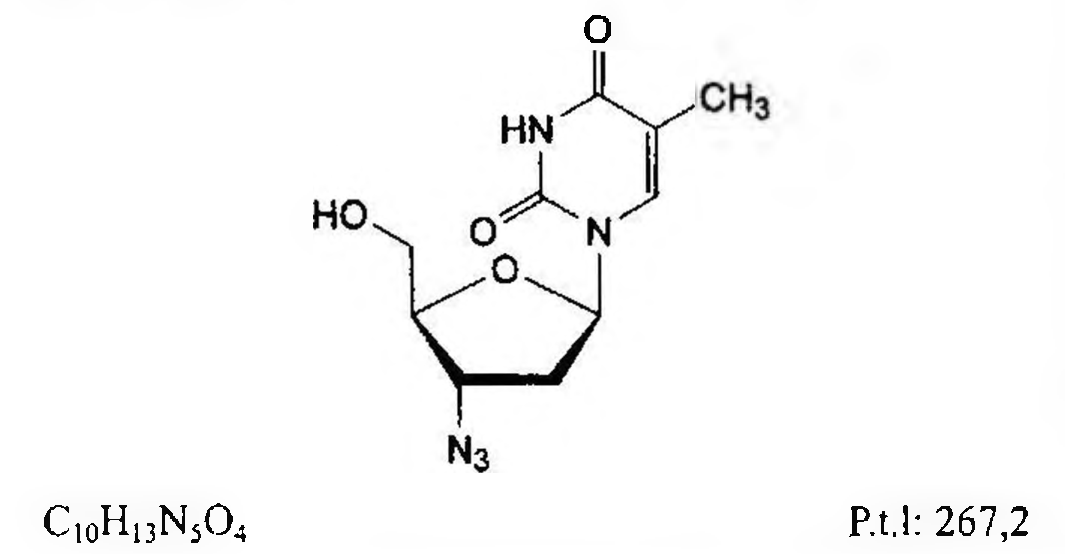 O
CH₃
HN
HO
O
N
O
N₃
C₁₀H₁₃N₅O₄ P.t.l: 267,2